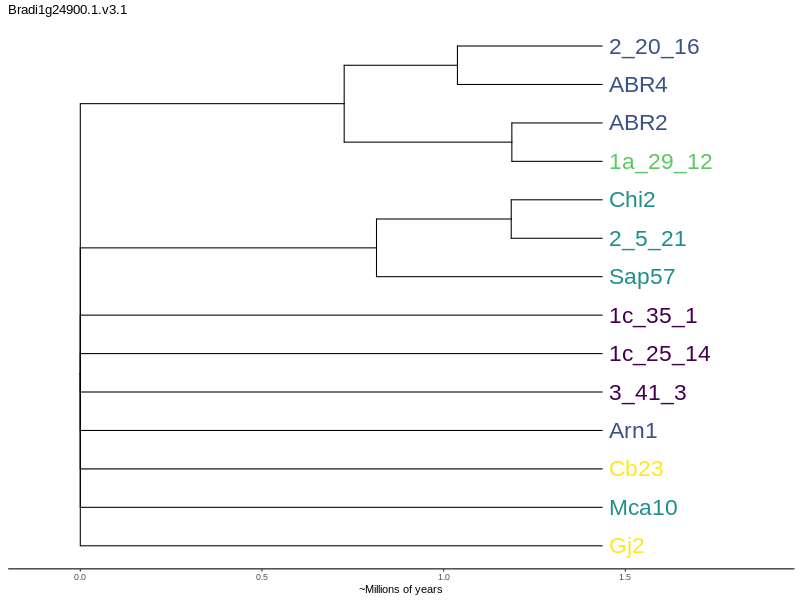 Bradi1g24900.1.v3.1
2_20_16
ABR4
ABR2
1a_29_12
Chi2
2_5_21
Sap57
1c_35_1
1c_25_14
3_41_3
Arn1
Cb23
Mca10
Gj2
0.0 0.5 1.0 1.5
~Millions of years